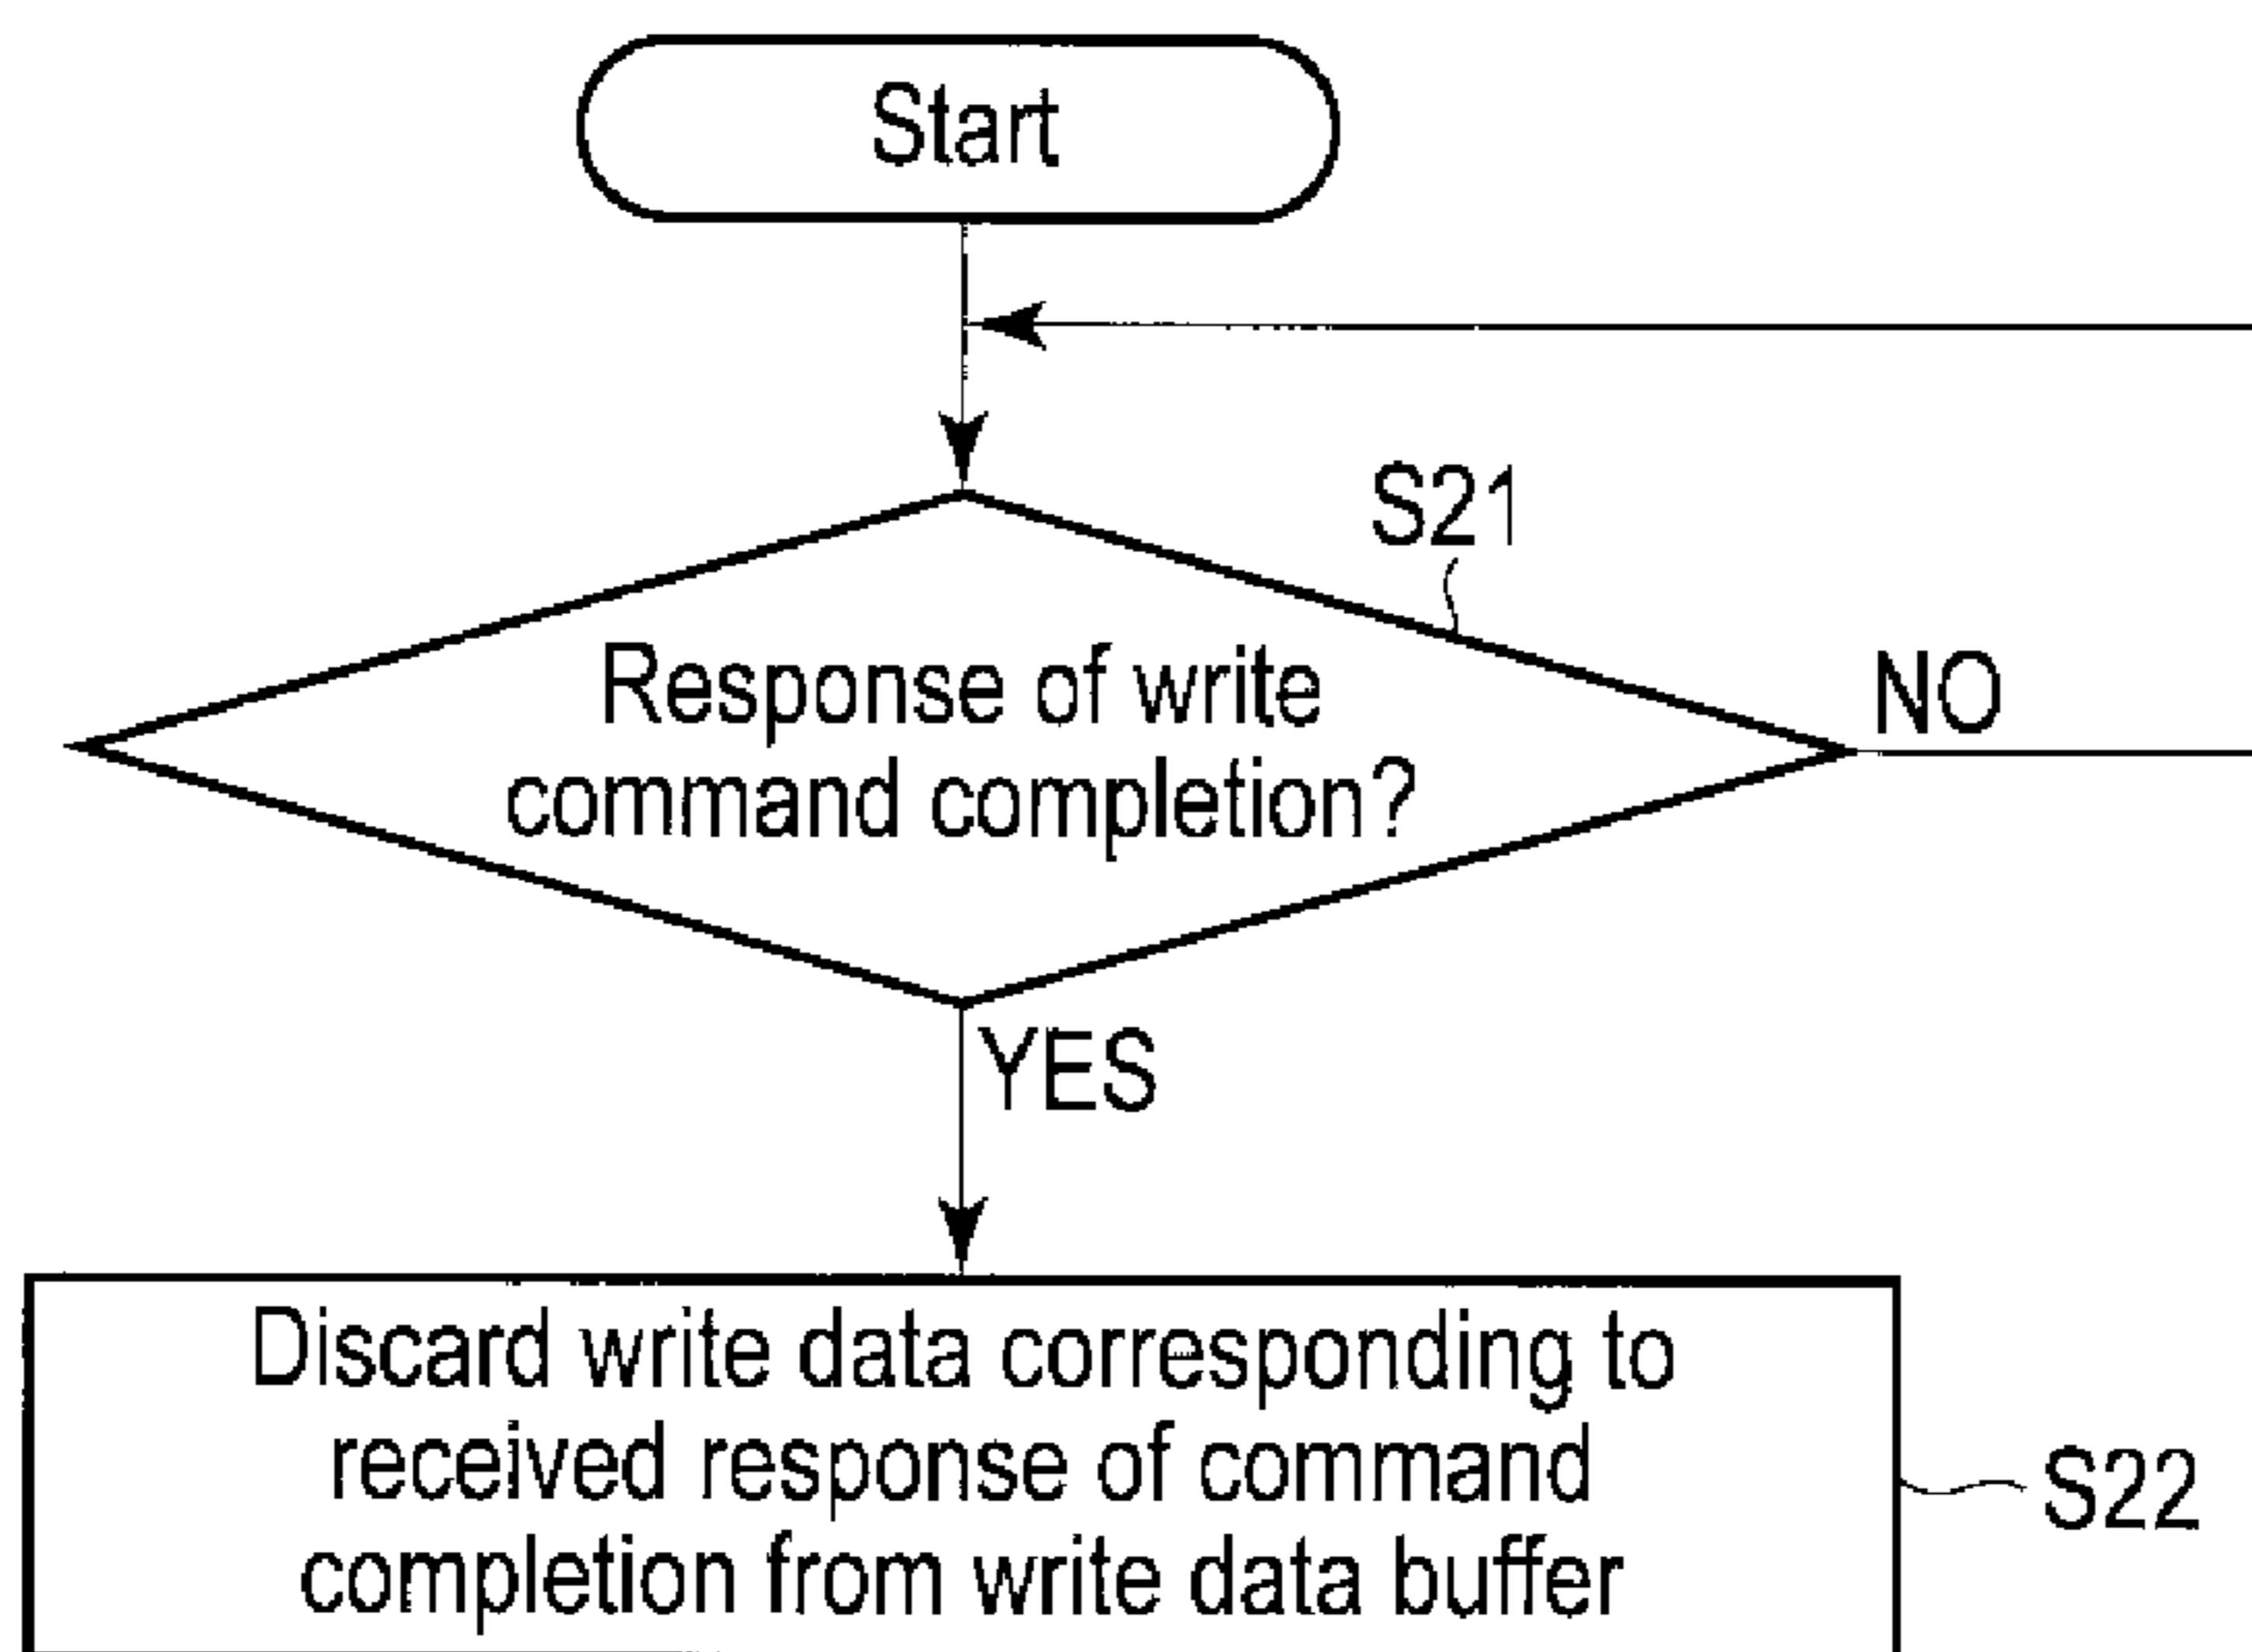 Start
S21
Response of write
command completion?
NO
YES
Discard write data corresponding to
received response of command
completion from write data buffer
S22